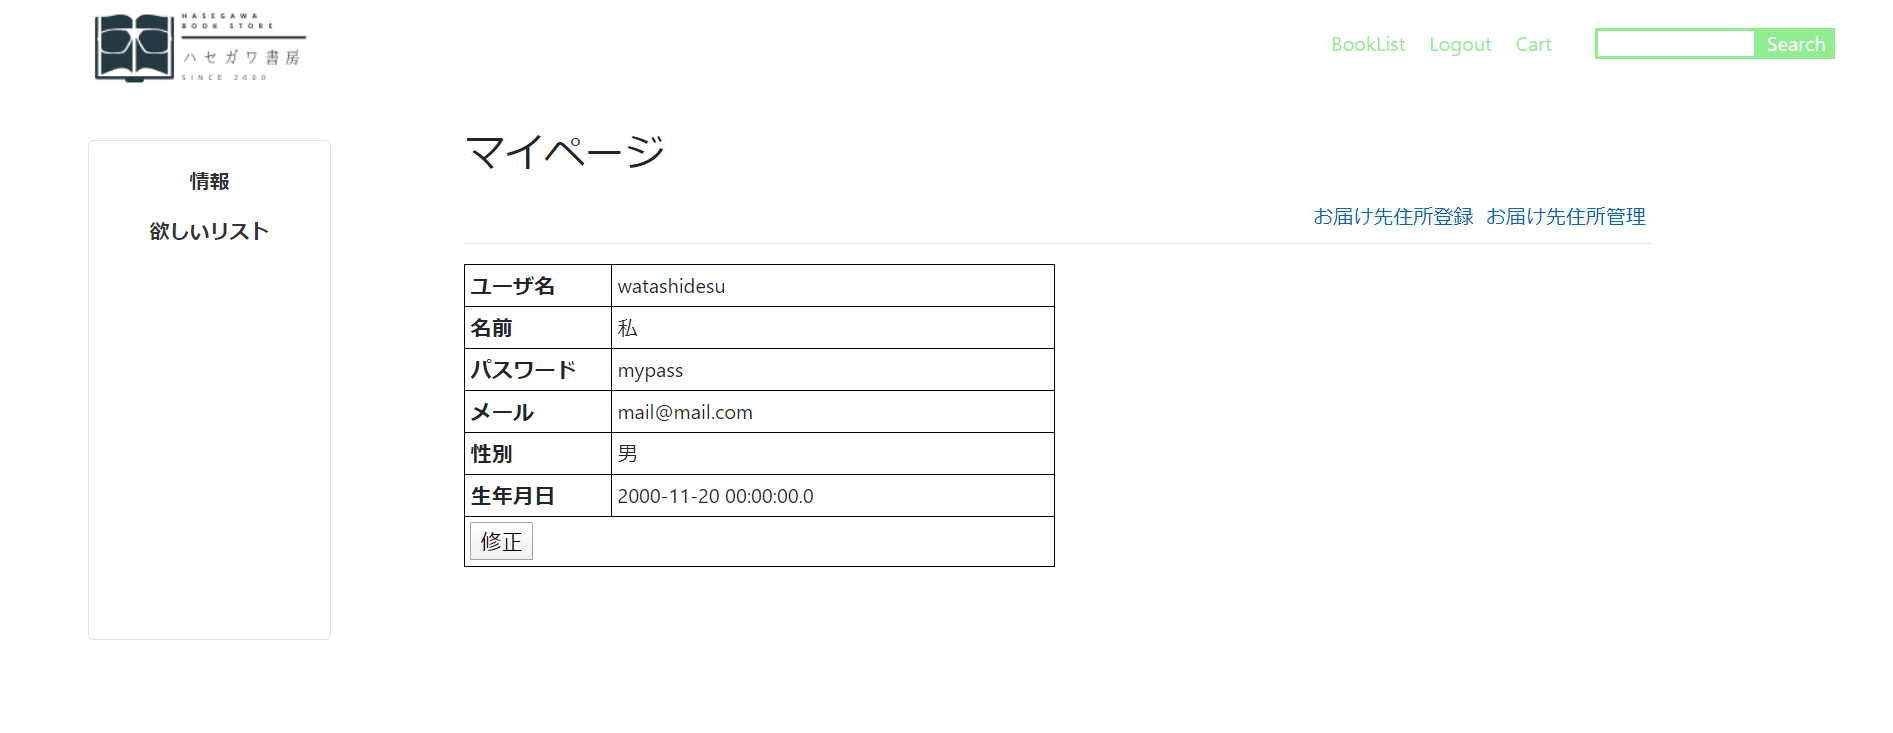 HASEGAWA
BOOK STORE
ハセガワ書房
SINCE 2000
BookList Logout Cart Search
情報
欲しいリスト
マイページ
お届け先住所登録 お届け先住所管理
ユーザ名 watashidesu
名前 私
パスワード mypass
メール mail@mail.com
性別 男
生年月日 2000-11-20 00:00:00.0
修正